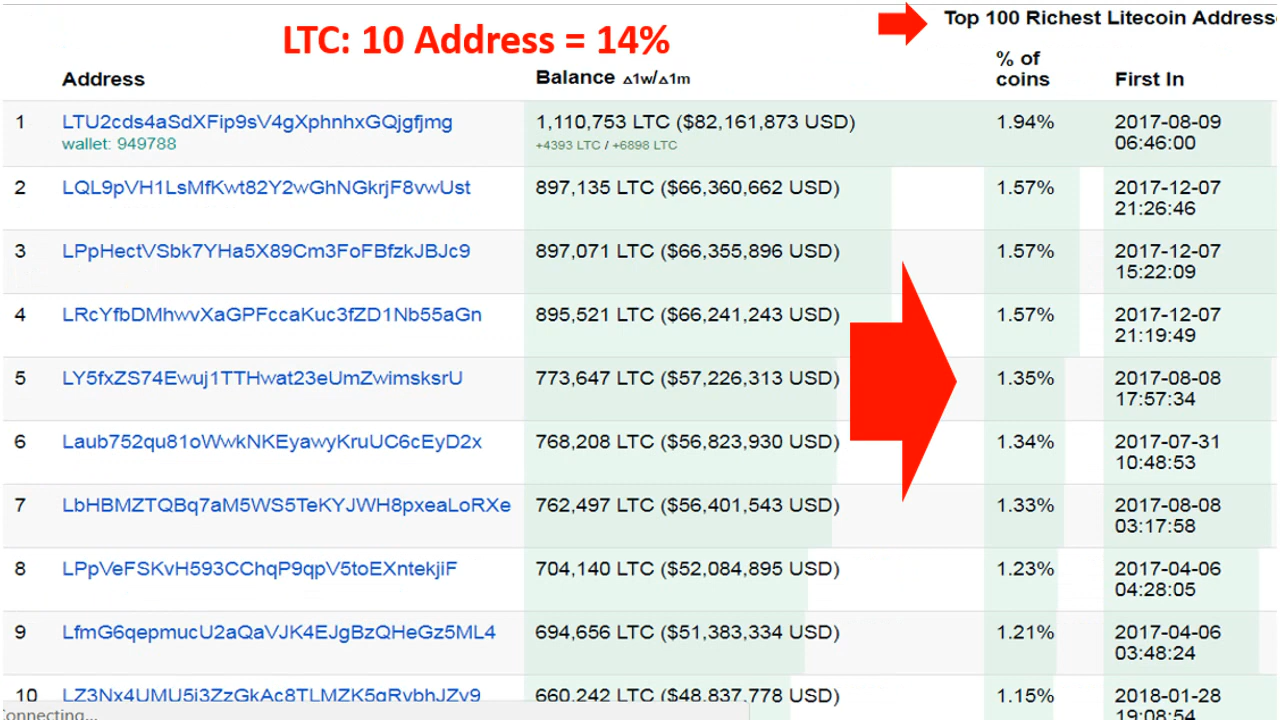 Top 100 Richest Litecoin Address
LTC: 10 Address = 14%
Address Balance △1w/△1m % of coins First In
1 LTU2cds4aSdXFip9sV4gXphnhxGQjgfjmg 1,110,753 LTC ($82,161,873 USD) 1.94% 2017-08-09
wallet: 949788 +4393 LTC / +6898 LTC 06:46:00
2 LQL9pVH1LsMfKwt82Y2wGhNGkrjF8vwUst 897,135 LTC ($66,360,662 USD) 1.57% 2017-12-07
21:26:46
3 LPpHectVSbk7YHa5X89Cm3FoFBfzkJBJc9 897,071 LTC ($66,355,896 USD) 1.57% 2017-12-07
15:22:09
4 LRcYfbDMhwvXaGPFccaKuc3fZD1Nb55aGn 895,521 LTC ($66,241,243 USD) 1.57% 2017-12-07
21:19:49
5 LY5fxZS74Ewuj1TTHwat23eUmZwimsksrU 773,647 LTC ($57,226,313 USD) 1.35% 2017-08-08
17:57:34
6 Laub752qu81oWwkNKEyawyKruUC6cEyD2x 768,208 LTC ($56,823,930 USD) 1.34% 2017-07-31
10:48:53
7 LbHBMZTQBq7aM5WS5TeKYJWH8pxeaLoRXe 762,497 LTC ($56,401,543 USD) 1.33% 2017-08-08
03:17:58
8 LPpVeFSKvH593CChqP9qpV5toEXntekjiF 704,140 LTC ($52,084,895 USD) 1.23% 2017-04-06
04:28:05
9 LfmG6qepmucU2aQaVJK4EJgBzQHeGz5ML4 694,656 LTC ($51,383,334 USD) 1.21% 2017-04-06
03:48:24
10 LZ3Nx4UMU5i3ZzGkAc8TLMZK5qRvbhJZv9 660,242 LTC ($48,837,778 USD) 1.15% 2018-01-28
19:08:54
Connecting...